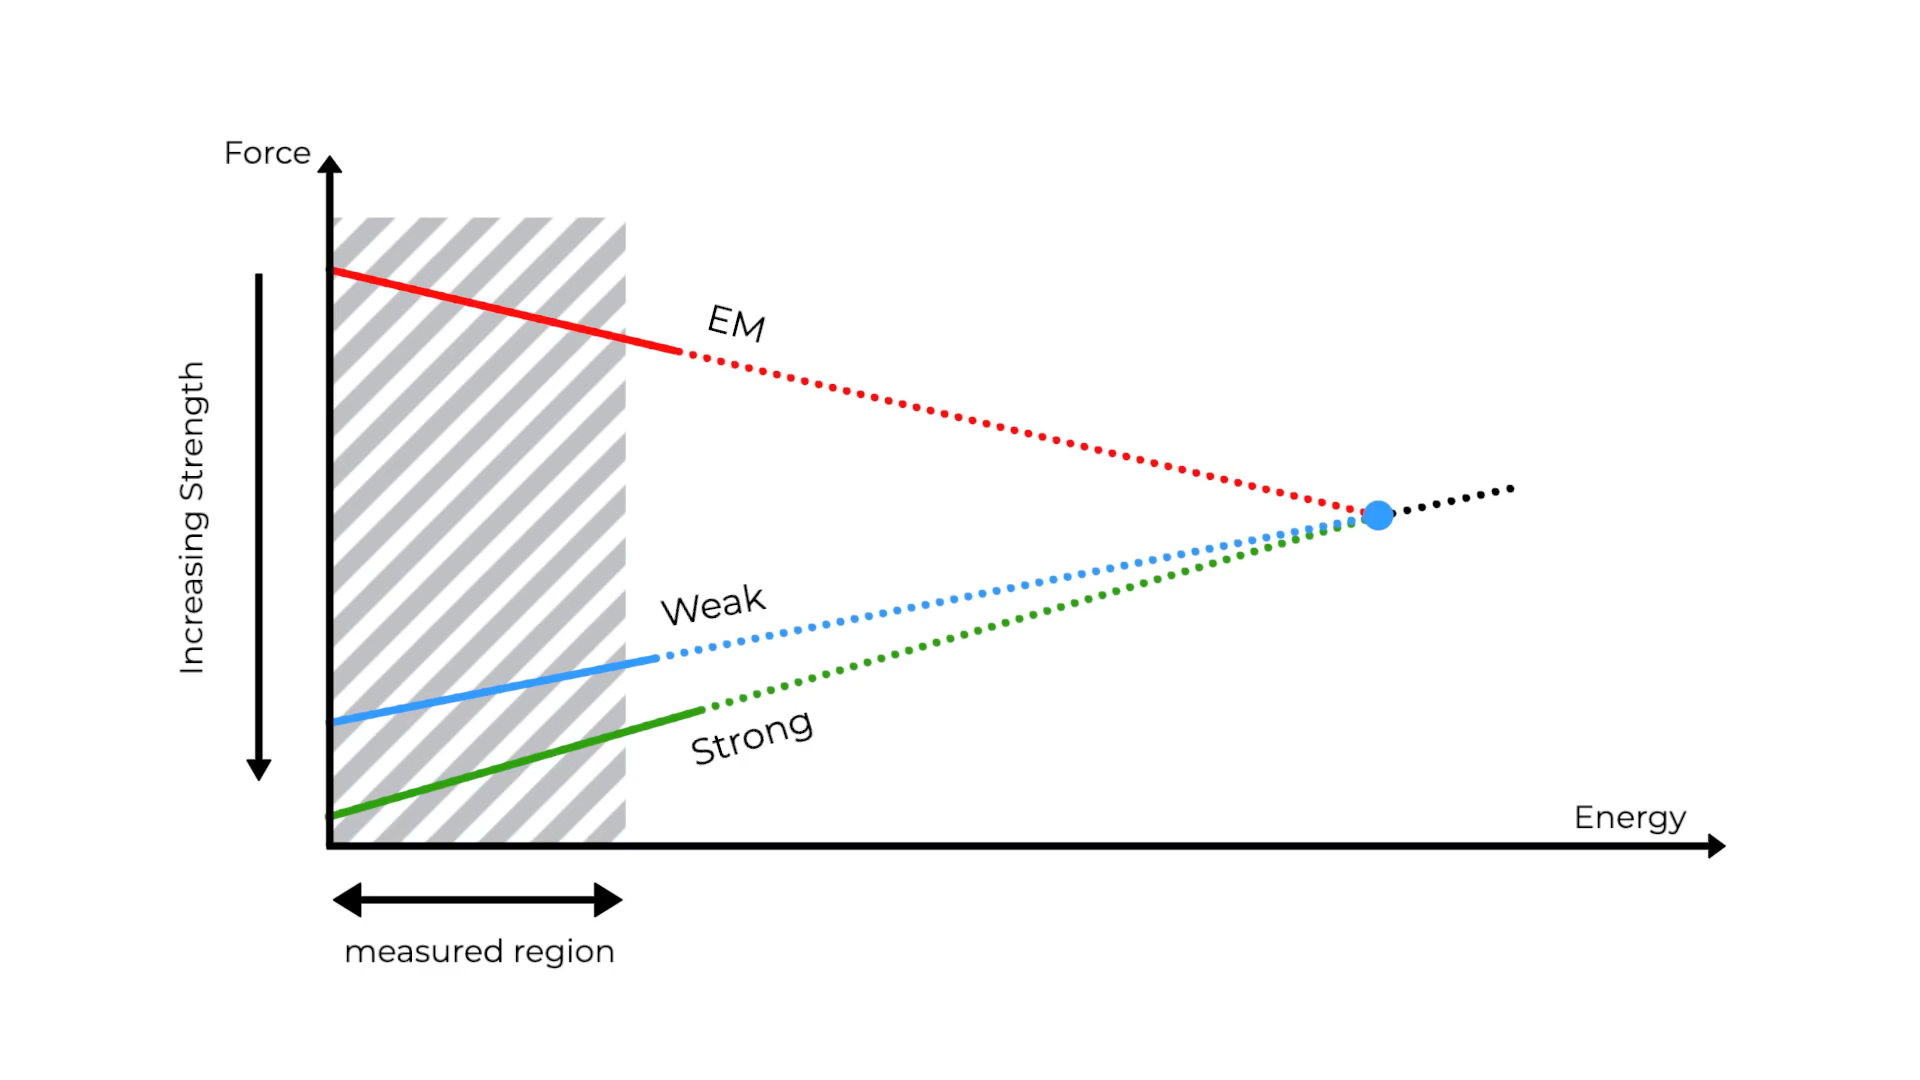 Force
Increasing Strength
EM
Weak
Strong
Energy
measured region